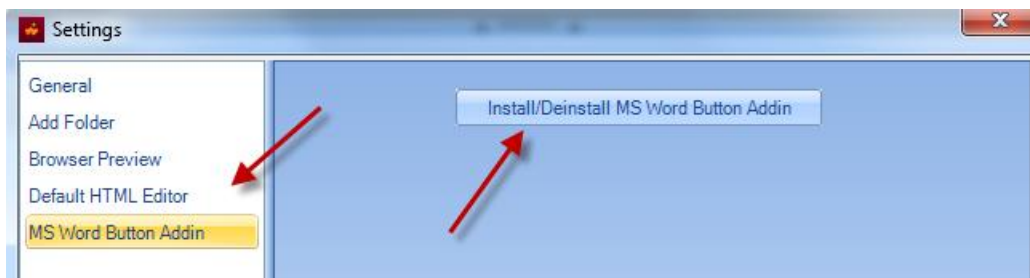 Settings
General
Add Folder
Browser Preview
Default HTML Editor
MS Word Button Addin
Install/Deinstall MS Word Button Addin